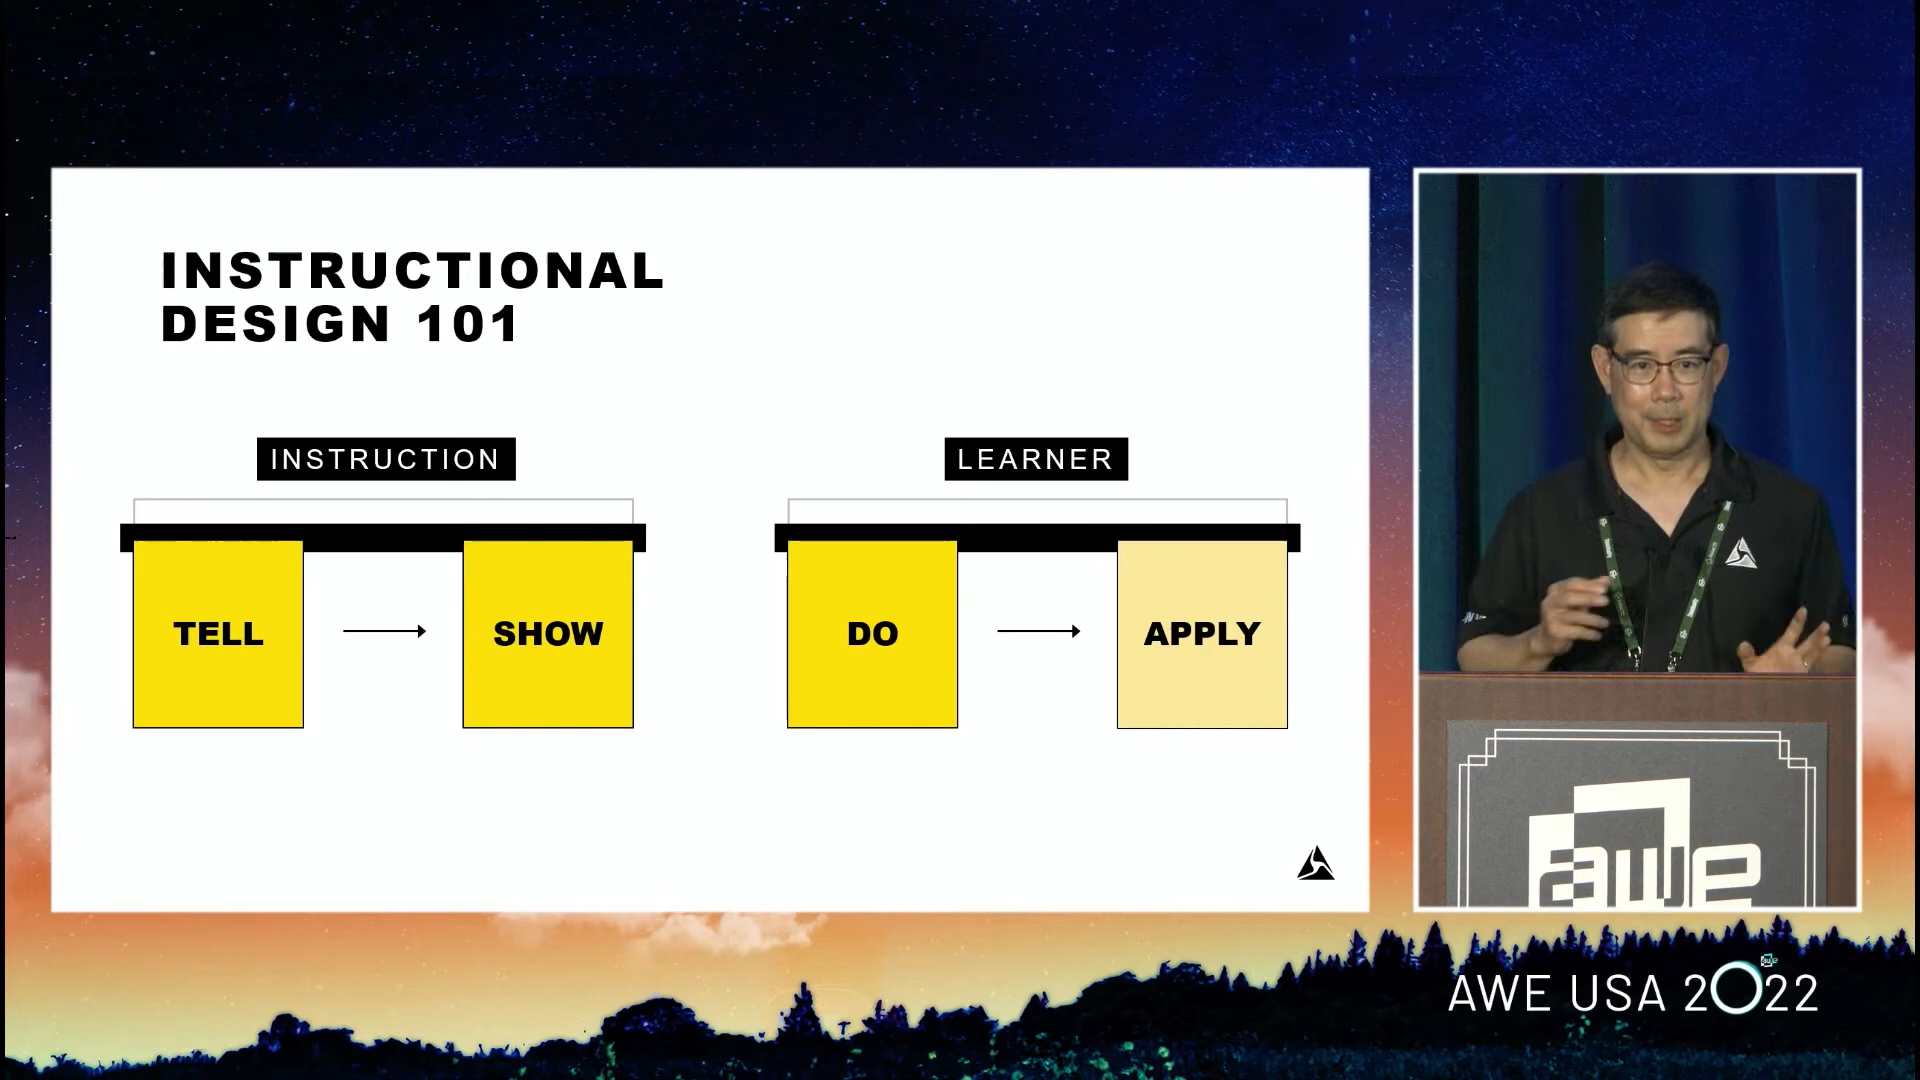 INSTRUCTIONAL
DESIGN 101
INSTRUCTION
LEARNER
TELL
SHOW
DO
APPLY
awe
AWE USA 2022